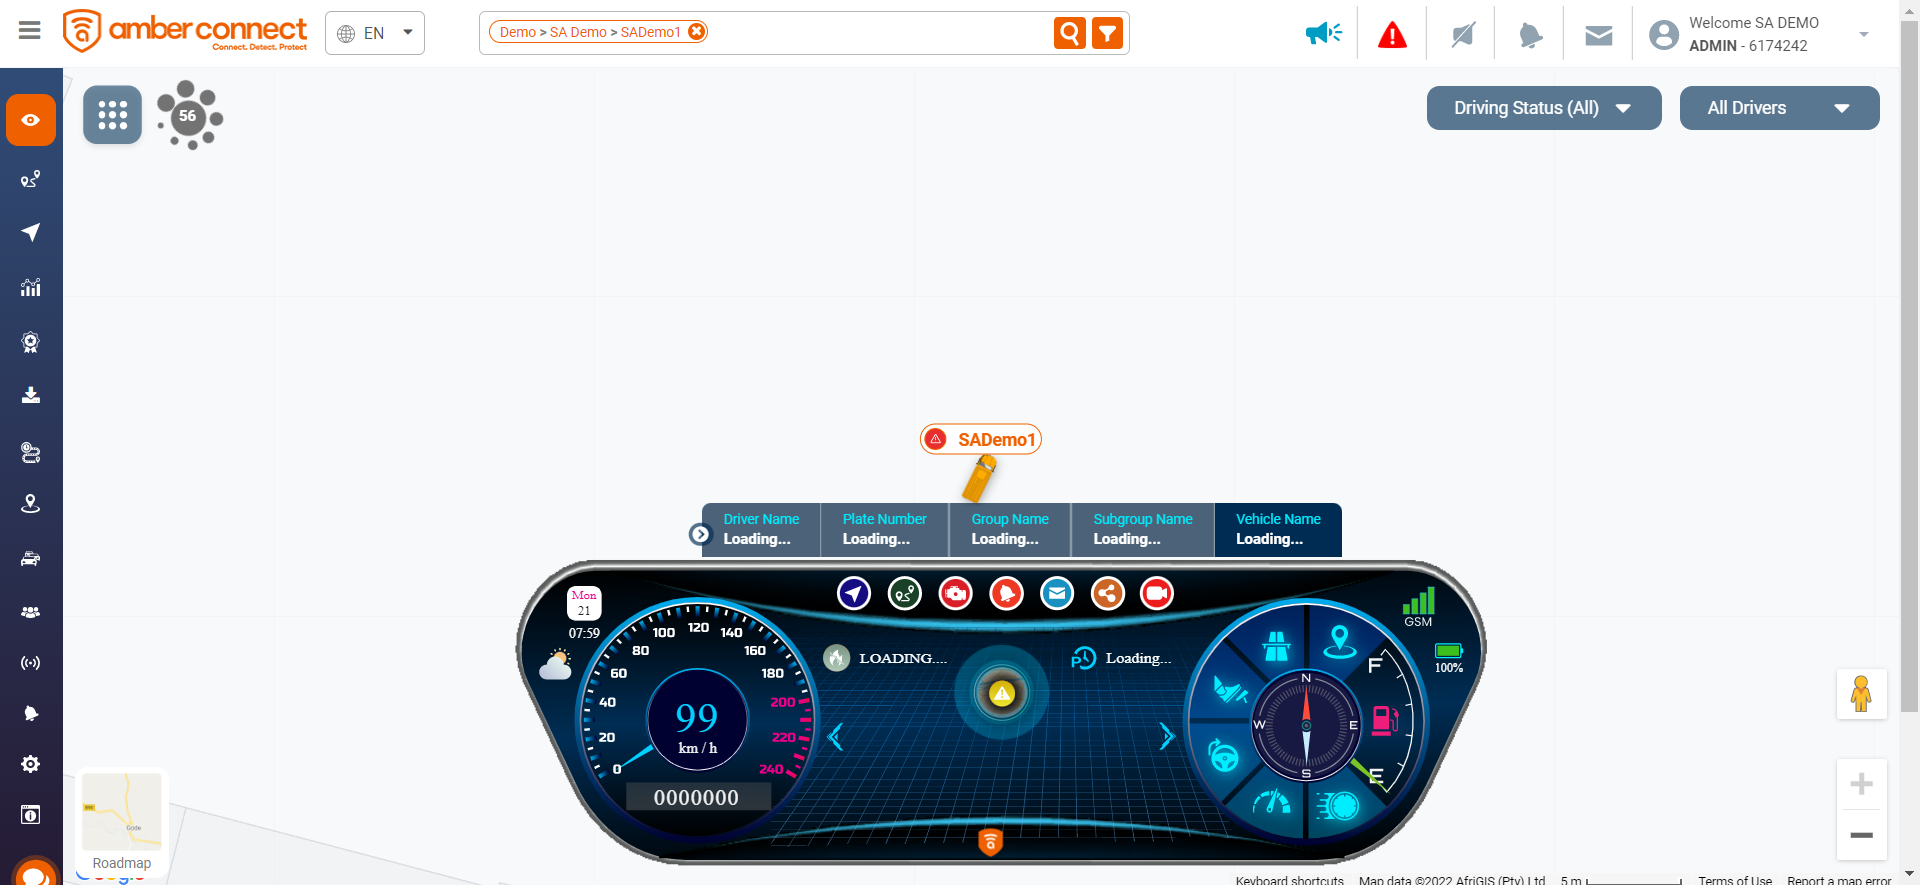 amber connect
Connect. Detect. Protect
EN
Demo > SA Demo > SADemo1
Welcome SA DEMO
ADMIN - 6174242
56
Driving Status (All)
All Drivers
SADemo1
Driver Name
Loading...
Plate Number
Loading...
Group Name
Loading...
Subgroup Name
Loading...
Vehicle Name
Loading...
Mon
21
07:59
0
20
40
60
80
100
120
140
160
180
200
220
240
99
km / h
0000000
LOADING....
P
Loading...
N
E
S
W
F
E
GSM
100%
Gode
Roadmap
Google
Keyboard shortcuts
Map data ©2022 AfriGIS (Pty) Ltd
5 m
Terms of Use
Report a map error